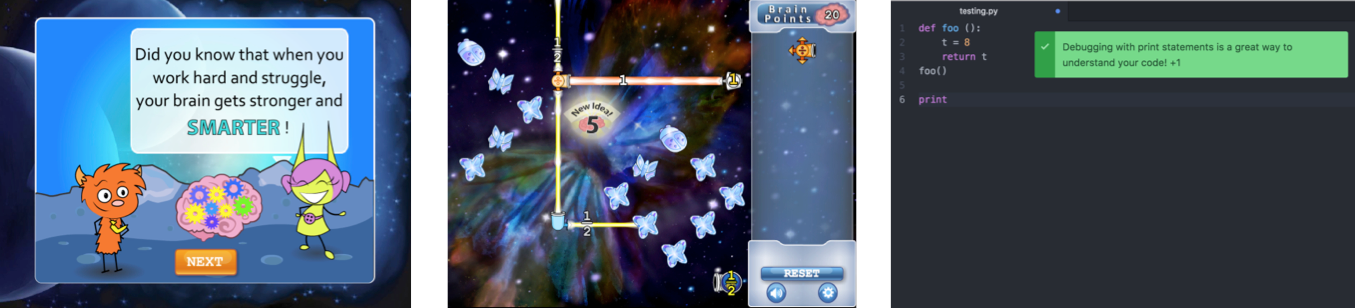 Did you know that when you
work hard and struggle,
your brain gets stronger and
SMARTER !
NEXT
Brain
Points
20
1
2
1
1
New Idea!
5
1
2
1
2
RESET
testing.py
1 def foo ():
2 t = 8
3 return t
4 foo()
5
6 print
Debugging with print statements is a great way to
understand your code! +1